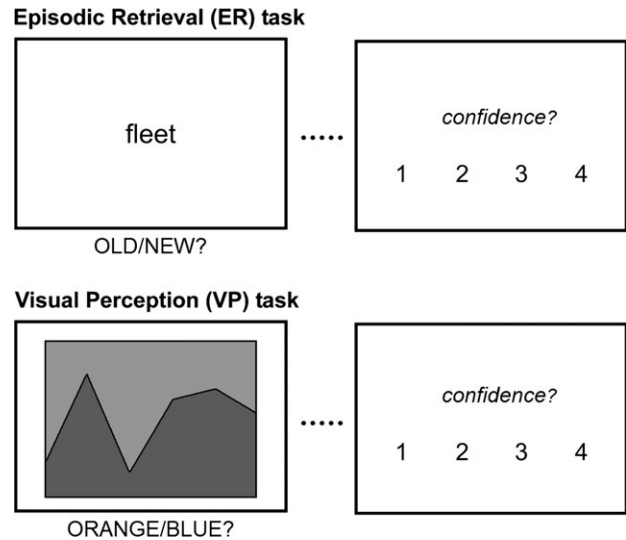 Episodic Retrieval (ER) task
fleet
.....
confidence?
1 2 3 4
OLD/NEW?
Visual Perception (VP) task
.....
confidence?
1 2 3 4
ORANGE/BLUE?